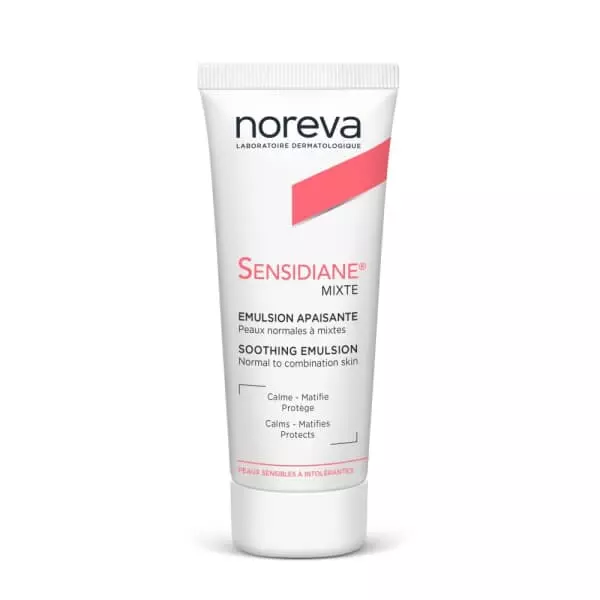 noreva
LABORATOIRE DERMATOLOGIQUE
SENSIDIANE®
MIXTE
EMULSION APAISANTE
Peaux normales à mixtes
SOOTHING EMULSION
Normal to combination skin
Calme - Matifie
Protège
Calms - Matifies
Protects
PEAUX SENSIBLES À INTOLÉRANTES